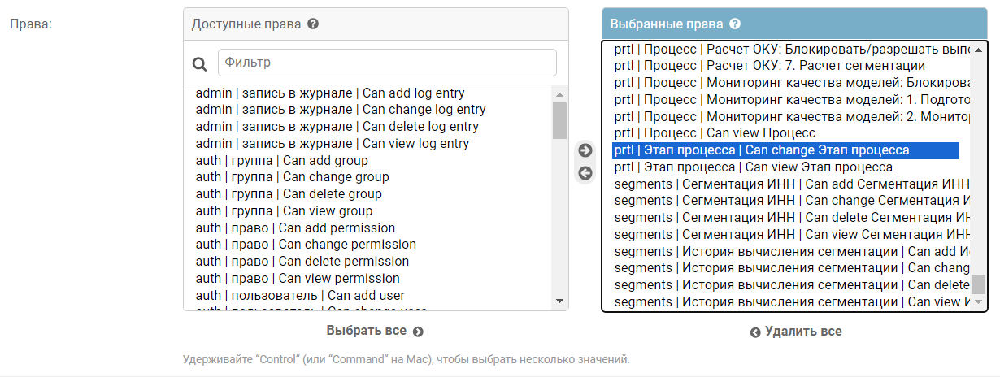 Права:
Доступные права
Фильтр
admin | запись в журнале | Can add log entry
admin | запись в журнале | Can change log entry
admin | запись в журнале | Can delete log entry
admin | запись в журнале | Can view log entry
auth | группа | Can add group
auth | группа | Can change group
auth | группа | Can delete group
auth | группа | Can view group
auth | право | Can add permission
auth | право | Can change permission
auth | право | Can delete permission
auth | право | Can view permission
auth | пользователь | Can add user
auth | пользователь | Can change user
Выбрать все
Выбранные права
prtl | Процесс | Расчет ОКУ: Блокировать/разрешать вып
prtl | Процесс | Расчет ОКУ: 7. Расчет сегментации
prtl | Процесс | Мониторинг качества моделей: Блокирова
prtl | Процесс | Мониторинг качества моделей: 1. Подгото
prtl | Процесс | Мониторинг качества моделей: 2. Монитор
prtl | Процесс | Can view Процесс
prtl | Этап процесса | Can change Этап процесса
prtl | Этап процесса | Can view Этап процесса
segments | Сегментация ИНН | Can add Сегментация ИНН
segments | Сегментация ИНН | Can change Сегментация И
segments | Сегментация ИНН | Can delete Сегментация ИН
segments | Сегментация ИНН | Can view Сегментация ИНН
segments | История вычисления сегментации | Can add И
segments | История вычисления сегментации | Can chang
segments | История вычисления сегментации | Can delete
segments | История вычисления сегментации | Can view И
Удалить все
Удерживайте “Control“ (или “Command“ на Mac), чтобы выбрать несколько значений.